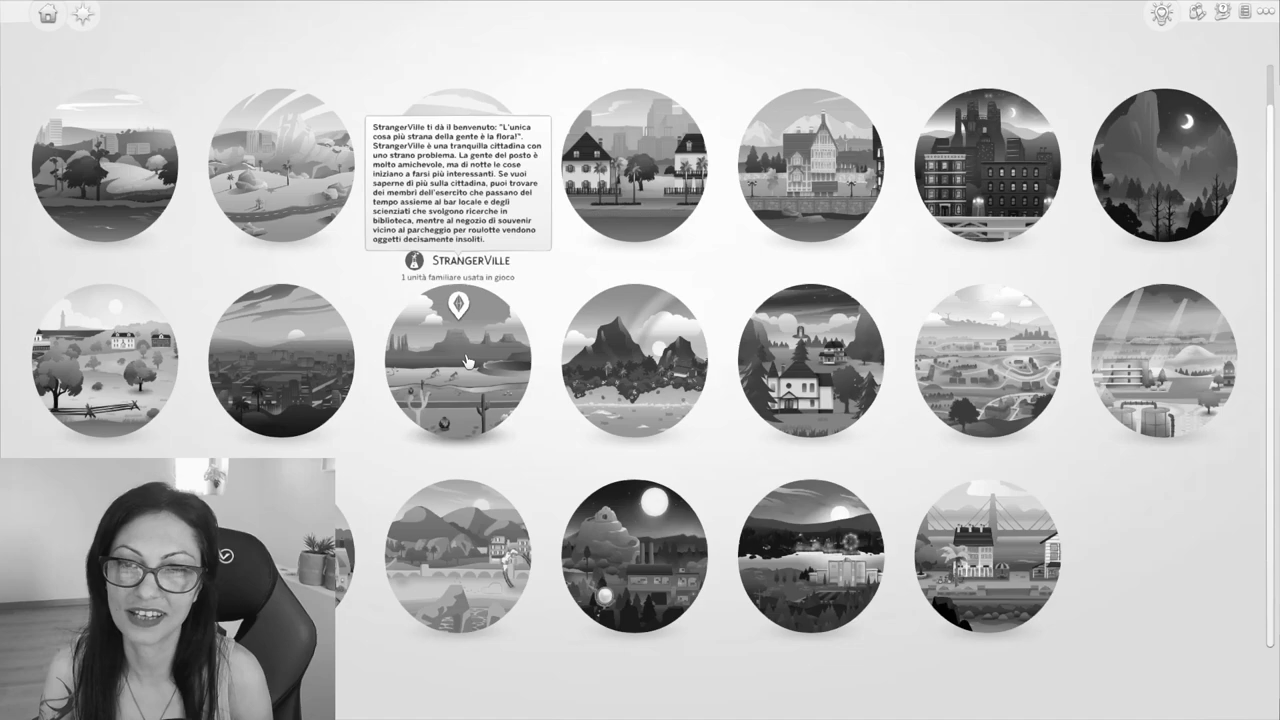 StrangerVille ti dà il benvenuto: "L'unica
cosa più strana della gente è la flora!".
StrangerVille è una tranquilla cittadina con
uno strano problema. La gente del posto è
molto amichevole, ma di notte le cose
iniziano a farsi più interessanti. Se vuoi
saperne di più sulla cittadina, puoi trovare
dei membri dell'esercito che passano del
tempo assieme al bar locale e degli
scienziati che svolgono ricerche in
biblioteca, mentre al negozio di souvenir
vicino al parcheggio per roulotte vendono
oggetti decisamente insoliti.
STRANGERVILLE
1 unità familiare usata in gioco